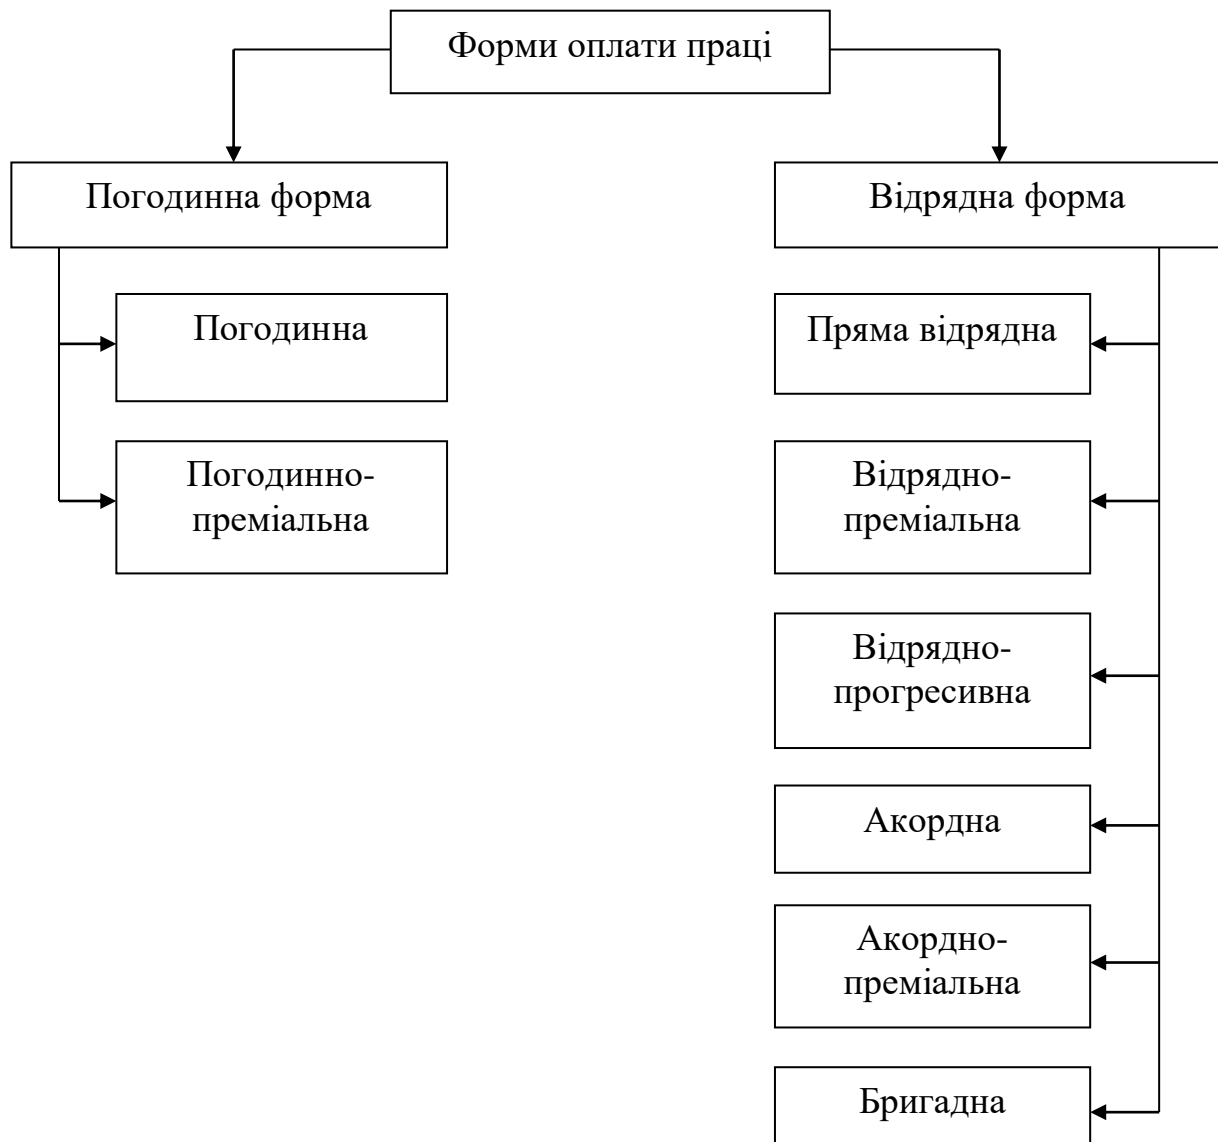 Форми оплати праці
Погодинна форма
Відрядна форма
Погодинна
Пряма відрядна
Погодинно-
преміальна
Відрядно-
преміальна
Відрядно-
прогресивна
Акордна
Акордно-
преміальна
Бригадна